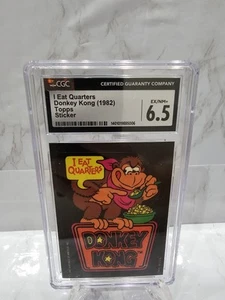 CGC
CERTIFIED GUARANTY COMPANY
I Eat Quarters
Donkey Kong (1982)
Topps
Sticker
EX/NM+
6.5
I EAT
QUARTERS
DONKEY
KONG